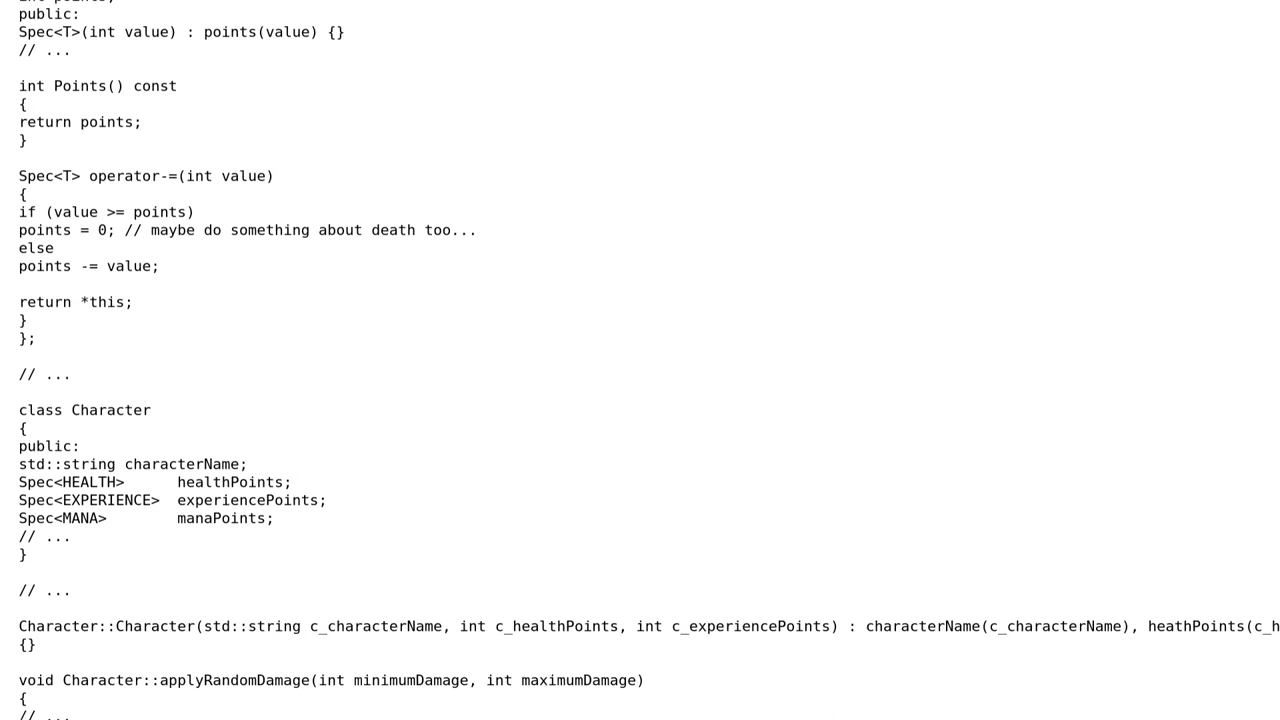 public:
Spec<T>(int value) : points(value) {}
// ...
int Points() const
{
return points;
}
Spec<T> operator-=(int value)
{
if (value >= points)
points = 0; // maybe do something about death too...
else
points -= value;
return *this;
}
};
// ...
class Character
{
public:
std::string characterName;
Spec<HEALTH>      healthPoints;
Spec<EXPERIENCE>  experiencePoints;
Spec<MANA>        manaPoints;
// ...
}
// ...
Character::Character(std::string c_characterName, int c_healthPoints, int c_experiencePoints) : characterName(c_characterName), heathPoints(c_h
{}
void Character::applyRandomDamage(int minimumDamage, int maximumDamage)
{
// ...